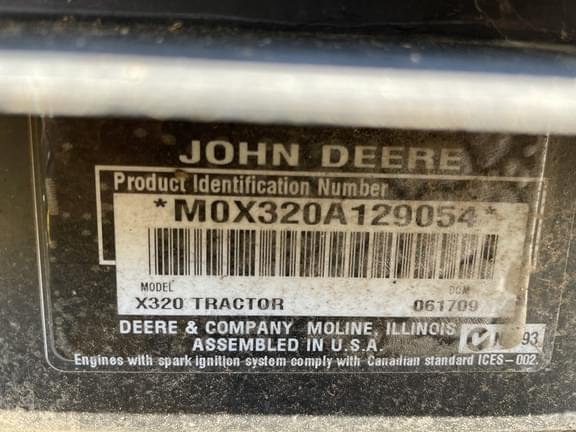 JOHN DEERE
Product Identification Number
*M0X320A129054*
MODEL DOM
X320 TRACTOR 061709
DEERE & COMPANY MOLINE, ILLINOIS
ASSEMBLED IN U.S.A.
Engines with spark ignition system comply with Canadian standard ICES-002.